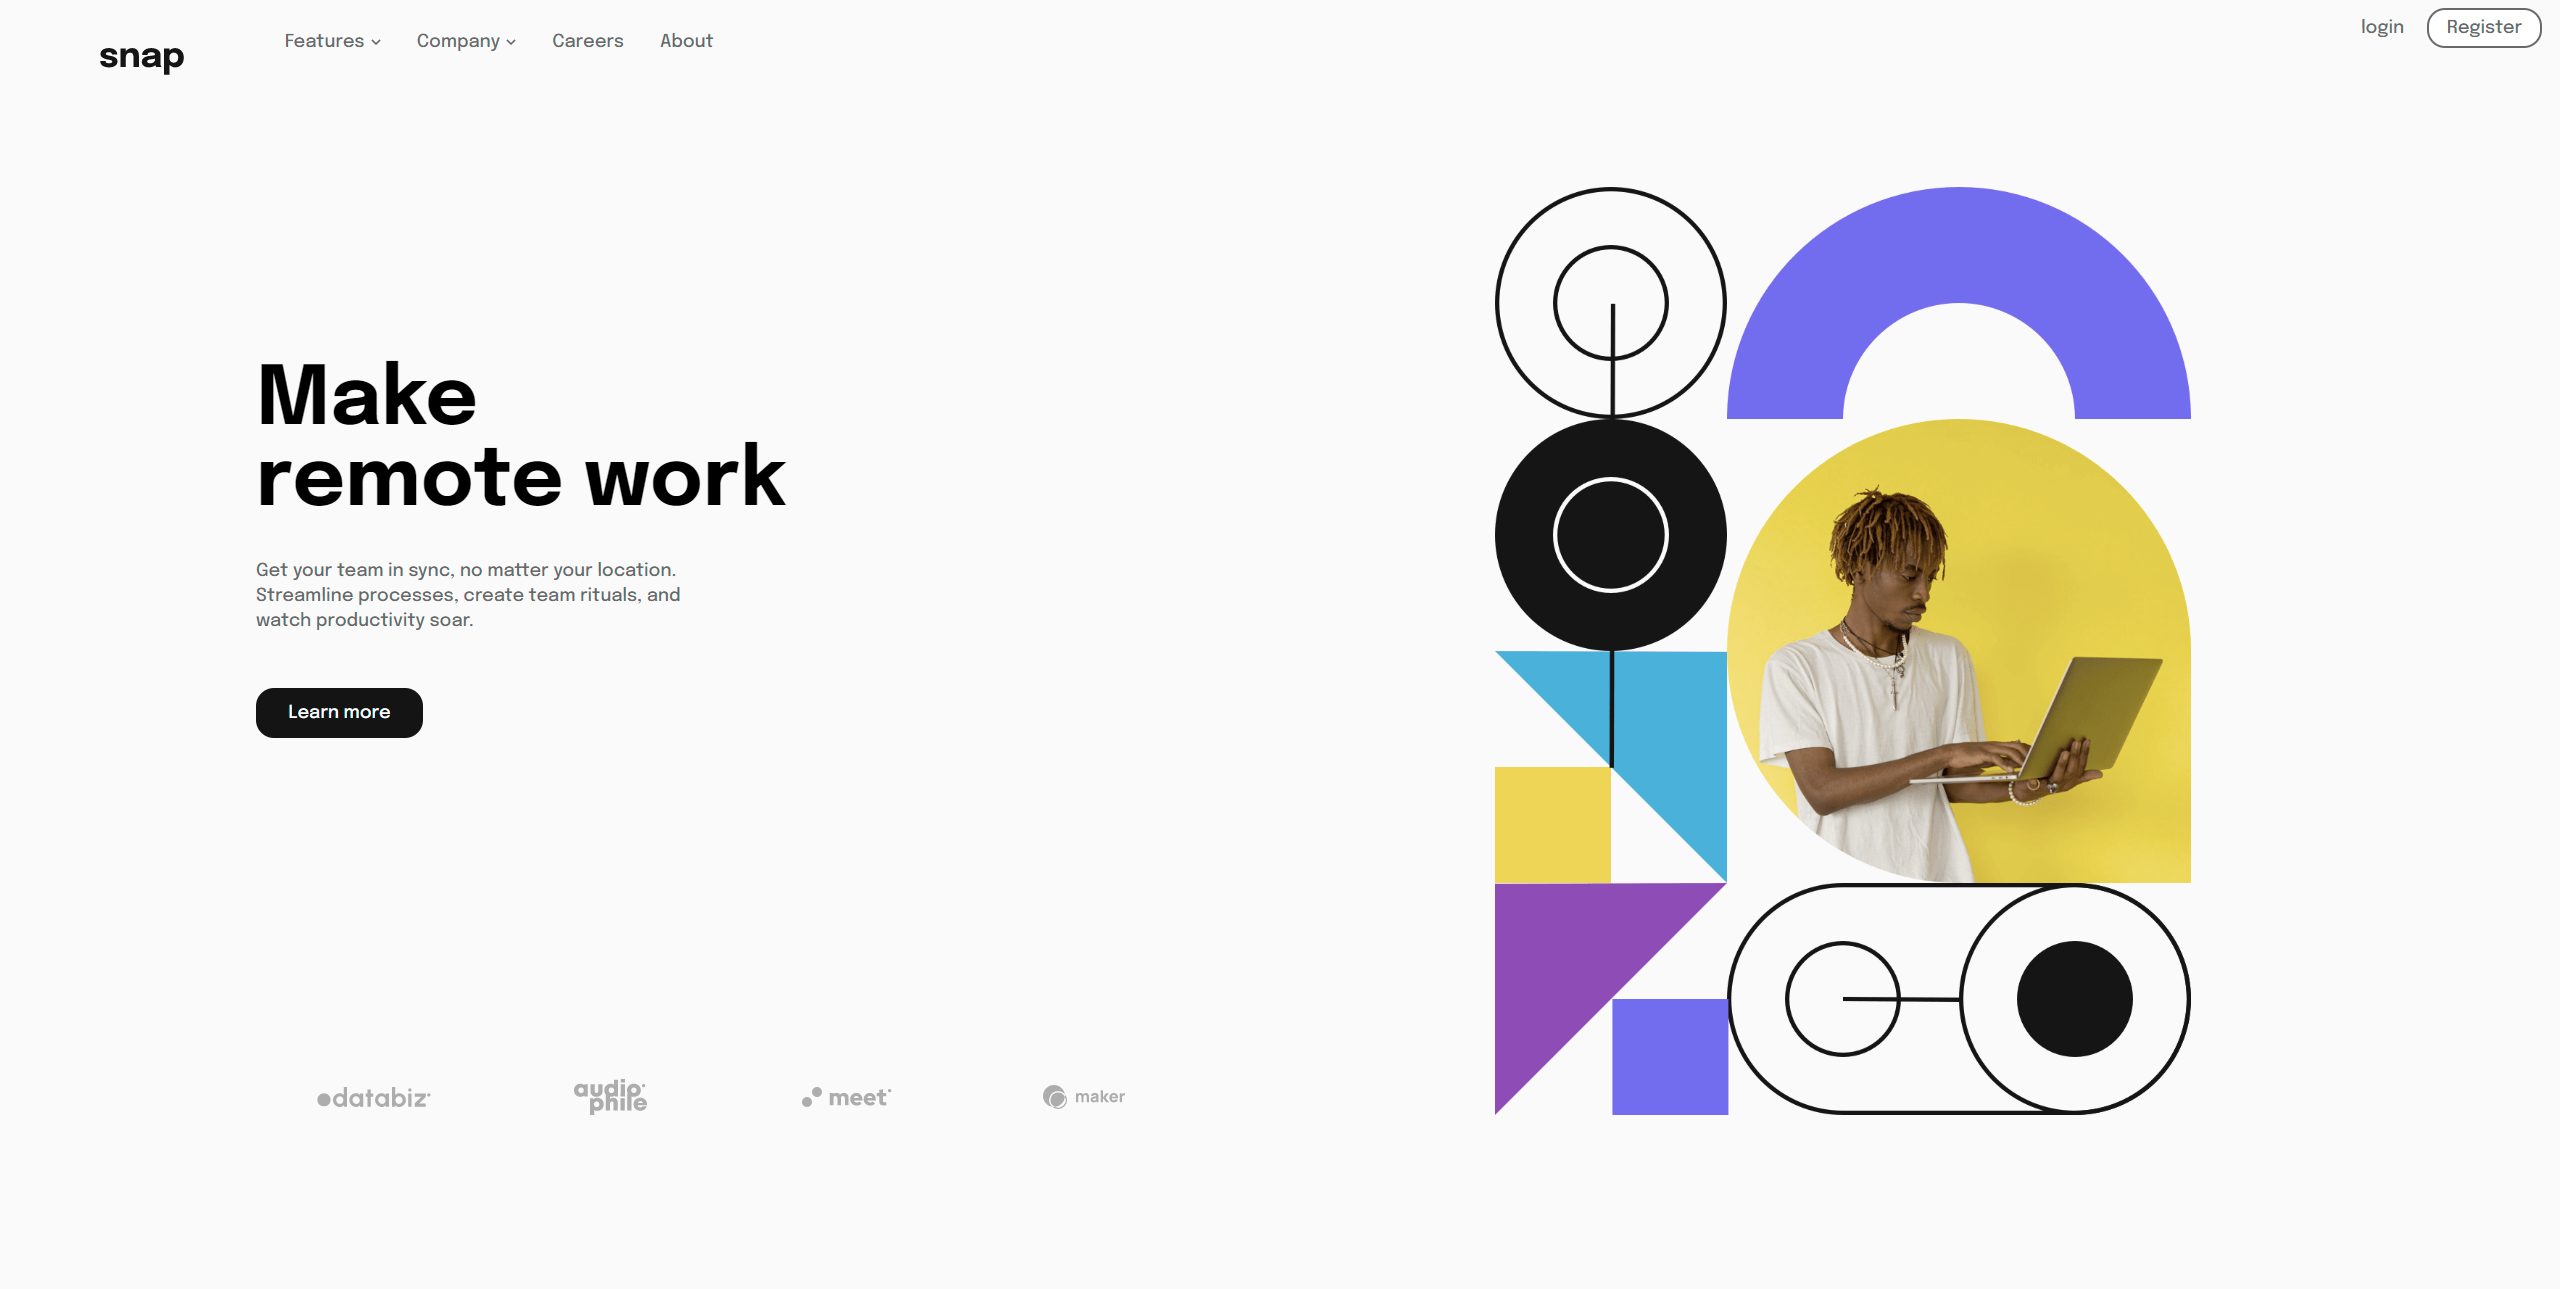 snap
Features
Company
Careers
About
login
Register
Make
remote work
Get your team in sync, no matter your location.
Streamline processes, create team rituals, and
watch productivity soar.
Learn more
databiz
audio
phile
meet
maker